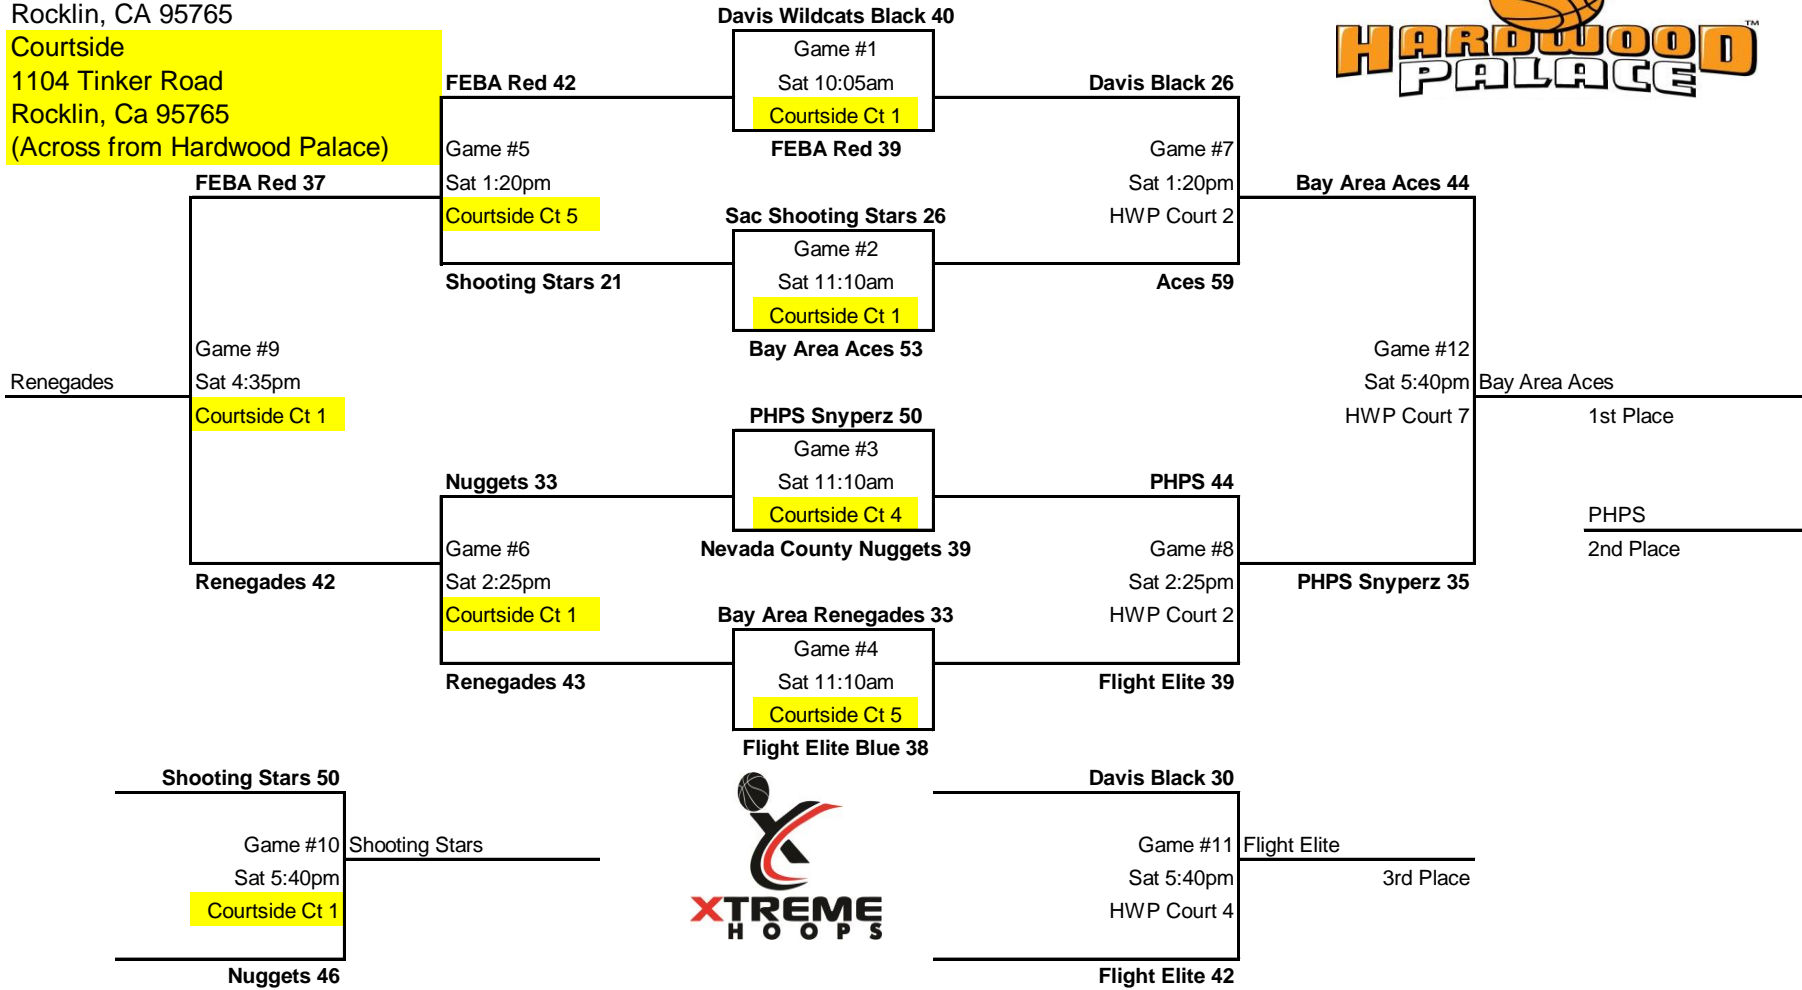 Rocklin, CA 95765
Courtside
1104 Tinker Road
Rocklin, Ca 95765
(Across from Hardwood Palace)
HARDWOOD
PALACE
TM
Davis Wildcats Black 40
Game #1
Sat 10:05am
Courtside Ct 1
FEBA Red 39
FEBA Red 42
Game #5
Sat 1:20pm
Courtside Ct 5
Shooting Stars 21
Davis Black 26
Game #7
Sat 1:20pm
HWP Court 2
Aces 59
FEBA Red 37
Bay Area Aces 44
Sac Shooting Stars 26
Game #2
Sat 11:10am
Courtside Ct 1
Bay Area Aces 53
Game #9
Sat 4:35pm
Courtside Ct 1
Renegades
Game #12
Sat 5:40pm
HWP Court 7
Bay Area Aces
1st Place
PHPS Snyperz 50
Game #3
Sat 11:10am
Courtside Ct 4
Nevada County Nuggets 39
Nuggets 33
Game #6
Sat 2:25pm
Courtside Ct 1
Renegades 43
PHPS 44
Game #8
Sat 2:25pm
HWP Court 2
Flight Elite 39
PHPS
2nd Place
Renegades 42
PHPS Snyperz 35
Bay Area Renegades 33
Game #4
Sat 11:10am
Courtside Ct 5
Flight Elite Blue 38
Shooting Stars 50
Game #10
Sat 5:40pm
Courtside Ct 1
Nuggets 46
Shooting Stars
XTREME
HOOPS
Davis Black 30
Game #11
Sat 5:40pm
HWP Court 4
Flight Elite 42
Flight Elite
3rd Place